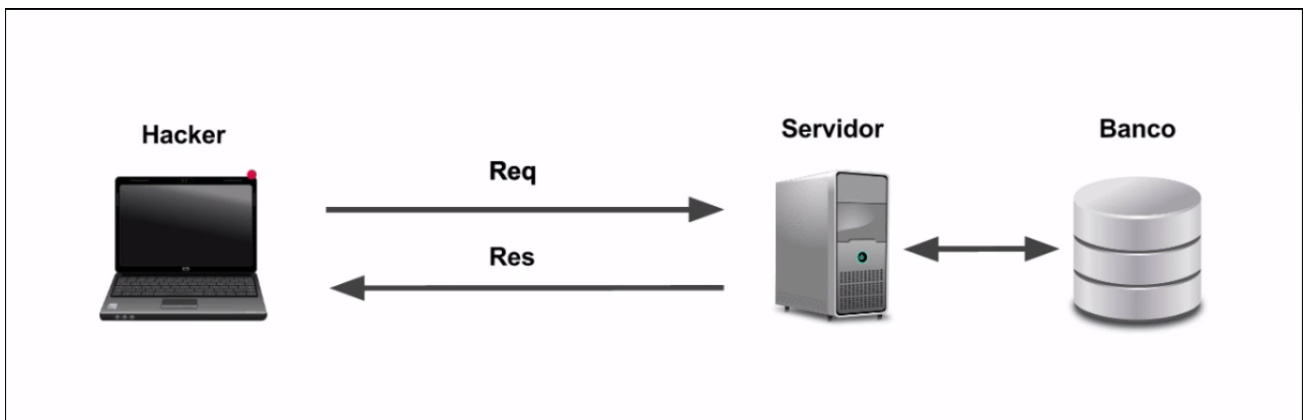 Hacker
Req
Res
Servidor
Banco